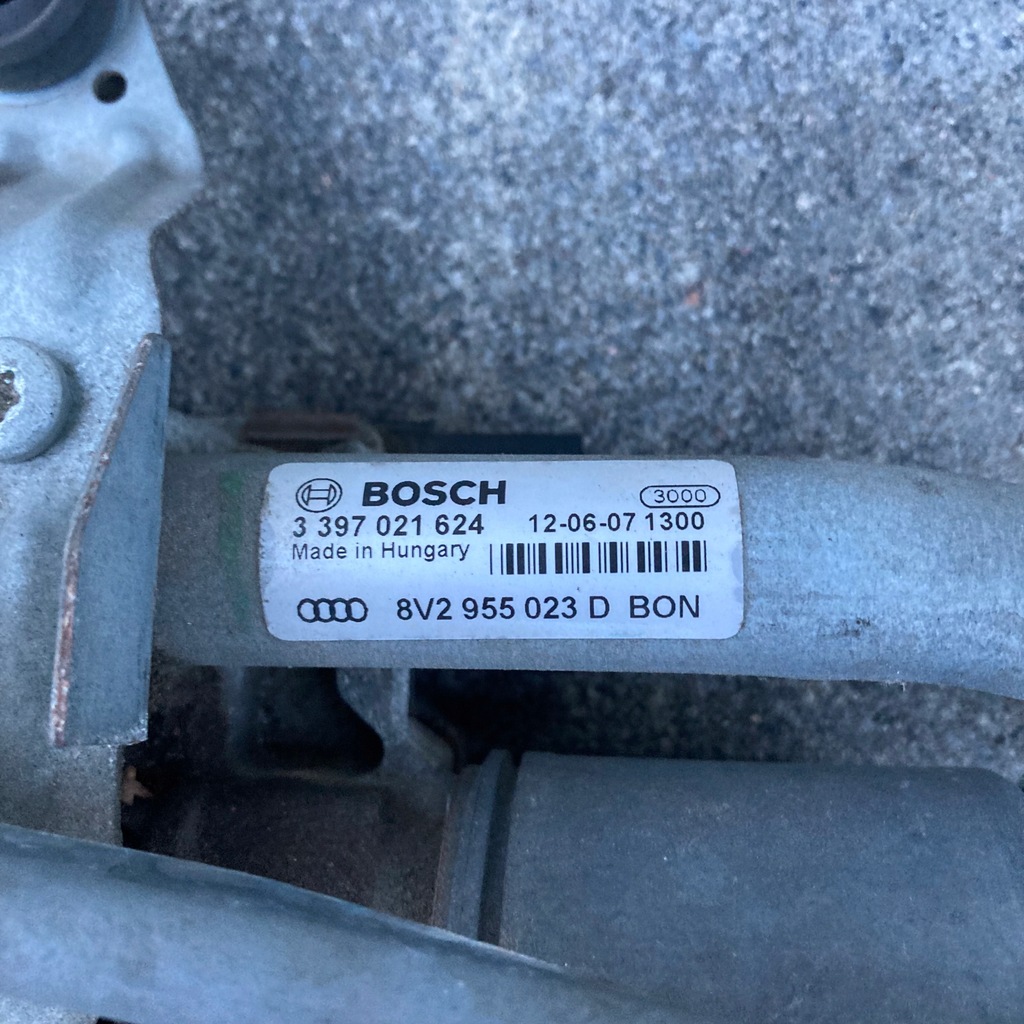 BOSCH 3000
3 397 021 624 12-06-07 1300
Made in Hungary
8V2 955 023 D BON